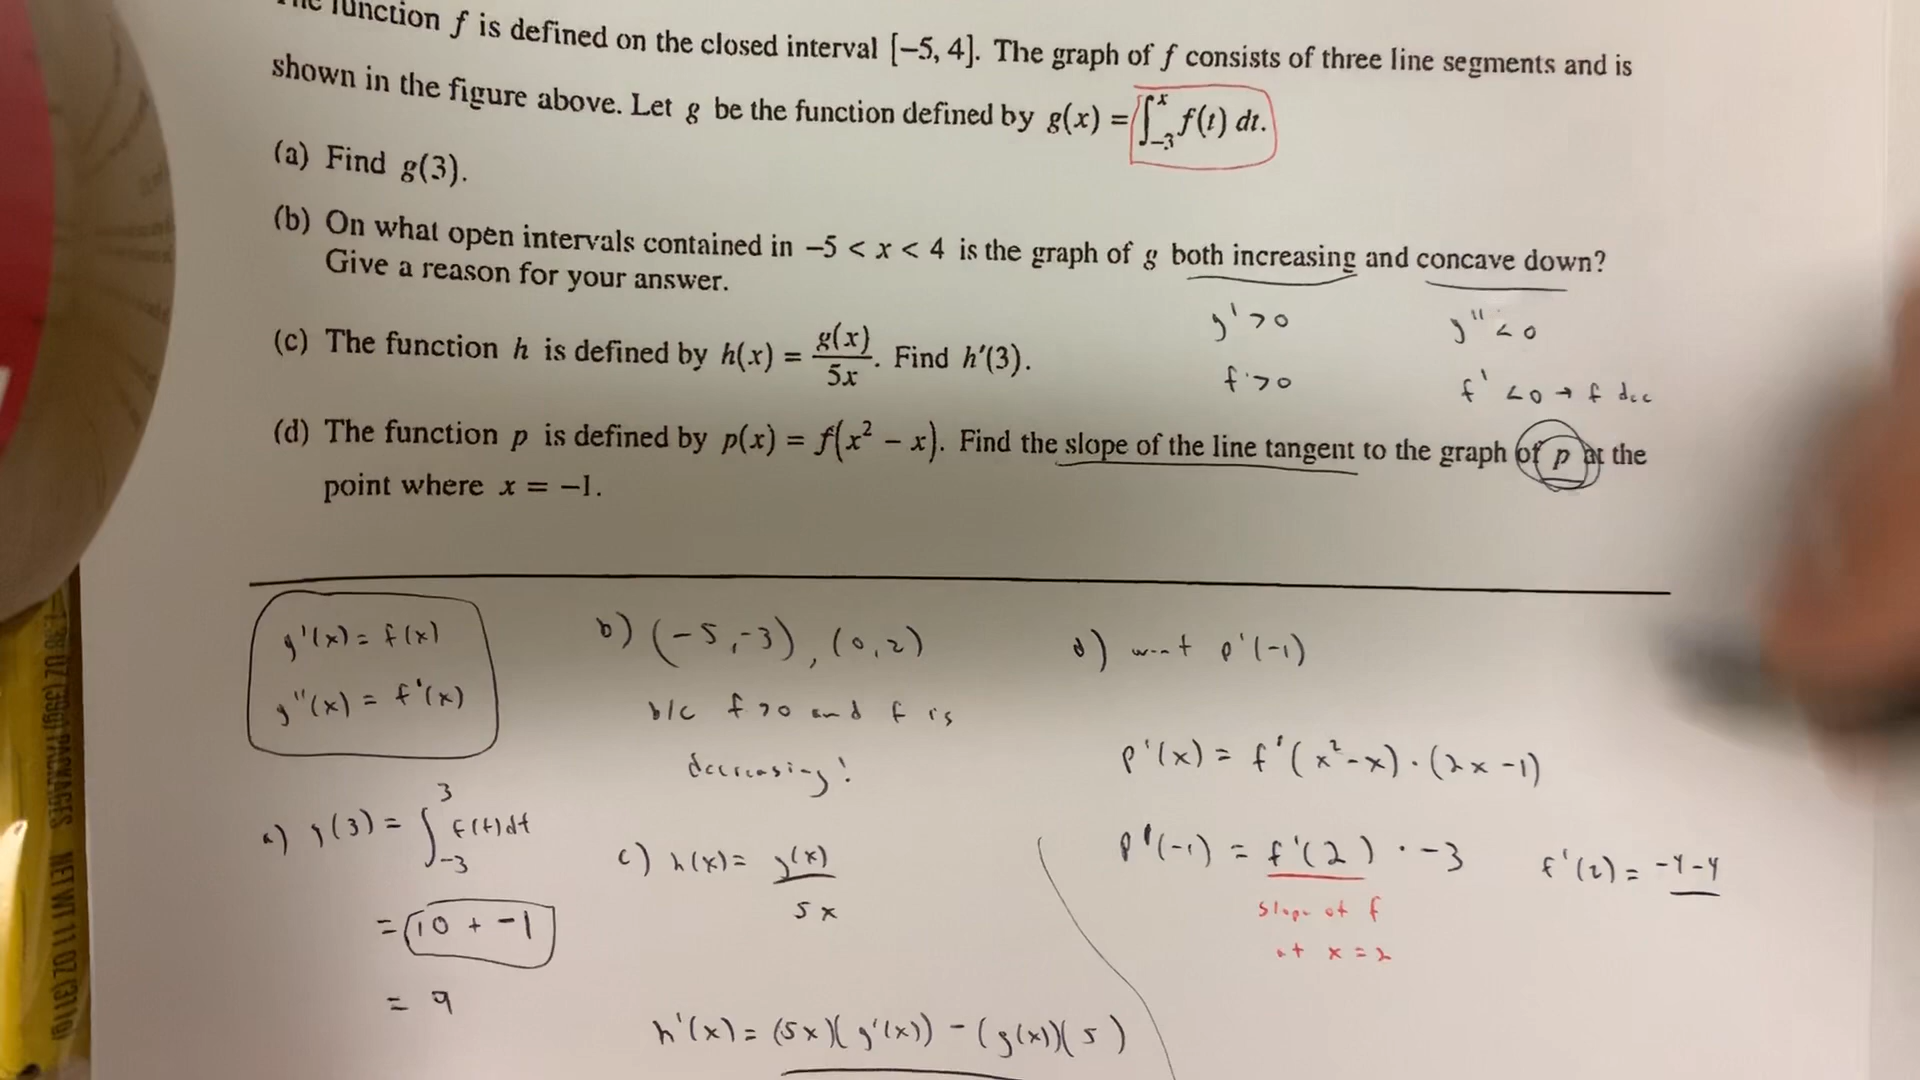 function f is defined on the closed interval [−5, 4]. The graph of f consists of three line segments and is
shown in the figure above. Let g be the function defined by g(x) = ∫_{−3}^{x} f(t) dt.
(a) Find g(3).
(b) On what open intervals contained in −5 < x < 4 is the graph of g both increasing and concave down?
Give a reason for your answer.
g' > 0 g'' < 0
(c) The function h is defined by h(x) = g(x)/5x. Find h′(3).
f > 0 f' < 0 → f dec
(d) The function p is defined by p(x) = f(x² − x). Find the slope of the line tangent to the graph of p at the
point where x = −1.
g'(x) = f(x)
g''(x) = f'(x)
a) g(3) = ∫_{-3}^{3} f(t)dt
= 10 + -1
= 9
b) (-5,-3), (0,2)
b/c f > 0 and f is
decreasing!
c) h(x) = g(x)/5x
h'(x) = (5x)(g'(x)) - (g(x))(5)
d) want p'(-1)
p'(x) = f'(x²-x)·(2x-1)
p'(-1) = f'(2) · -3
slope of f
at x = 2
f'(2) = -4-4
NET WT 11 OZ (311g)